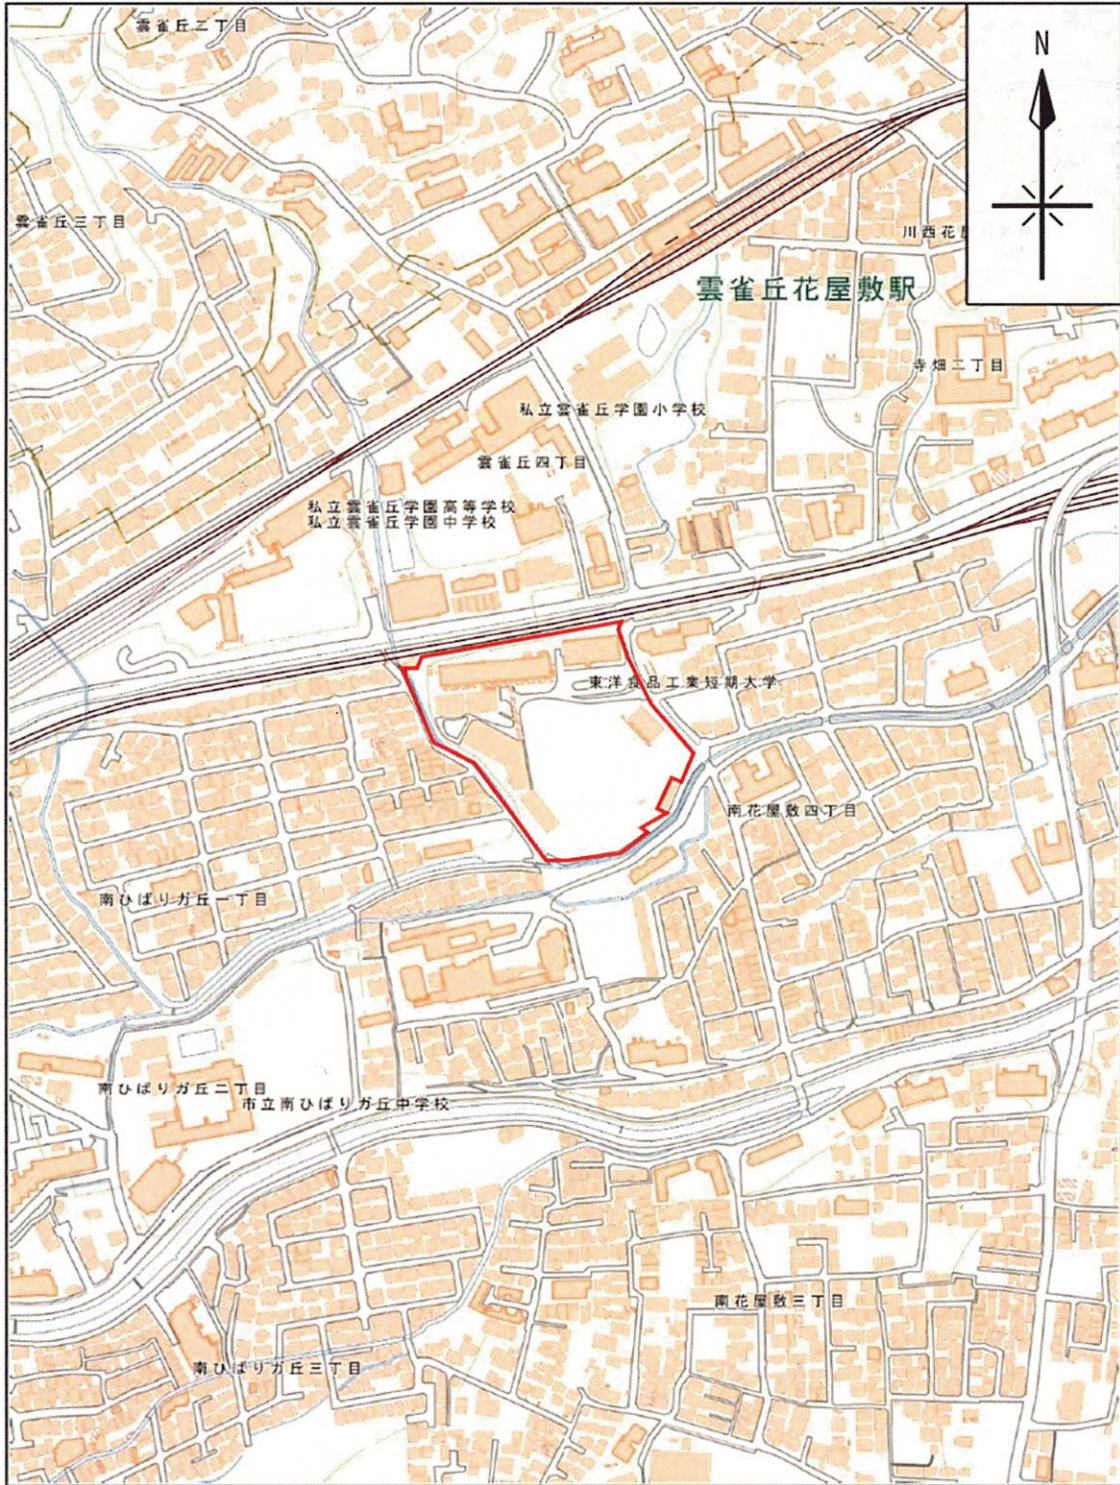 雲雀丘二丁目
N
雲雀丘三丁目
川西花屋
雲雀丘花屋敷駅
寺畑二丁目
私立雲雀丘学園小学校
雲雀丘四丁目
私立雲雀丘学園高等学校
私立雲雀丘学園中学校
東洋食品工業短期大学
南花屋敷四丁目
南ひばりガ丘一丁目
南ひばりガ丘二丁目
市立南ひばりガ丘中学校
南花屋敷三丁目
南ひばりガ丘三丁目